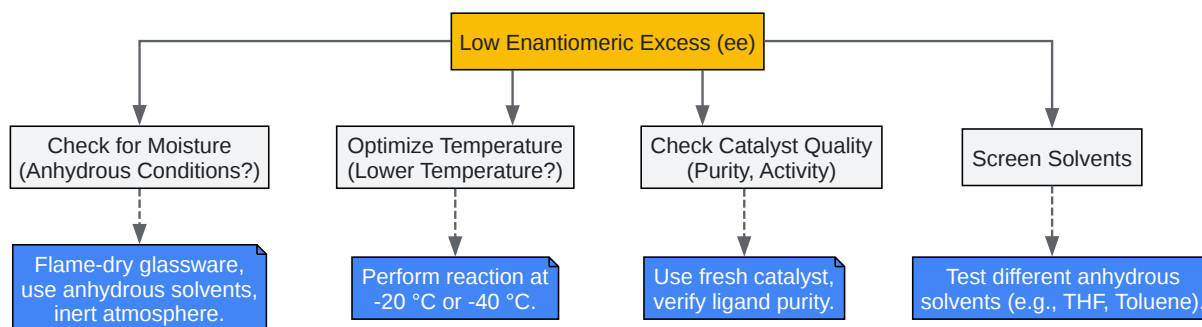 Low Enantiomeric Excess (ee)
Check for Moisture
(Anhydrous Conditions?)
Optimize Temperature
(Lower Temperature?)
Check Catalyst Quality
(Purity, Activity)
Screen Solvents
Flame-dry glassware,
use anhydrous solvents,
inert atmosphere.
Perform reaction at
-20 °C or -40 °C.
Use fresh catalyst,
verify ligand purity.
Test different anhydrous
solvents (e.g., THF, Toluene).